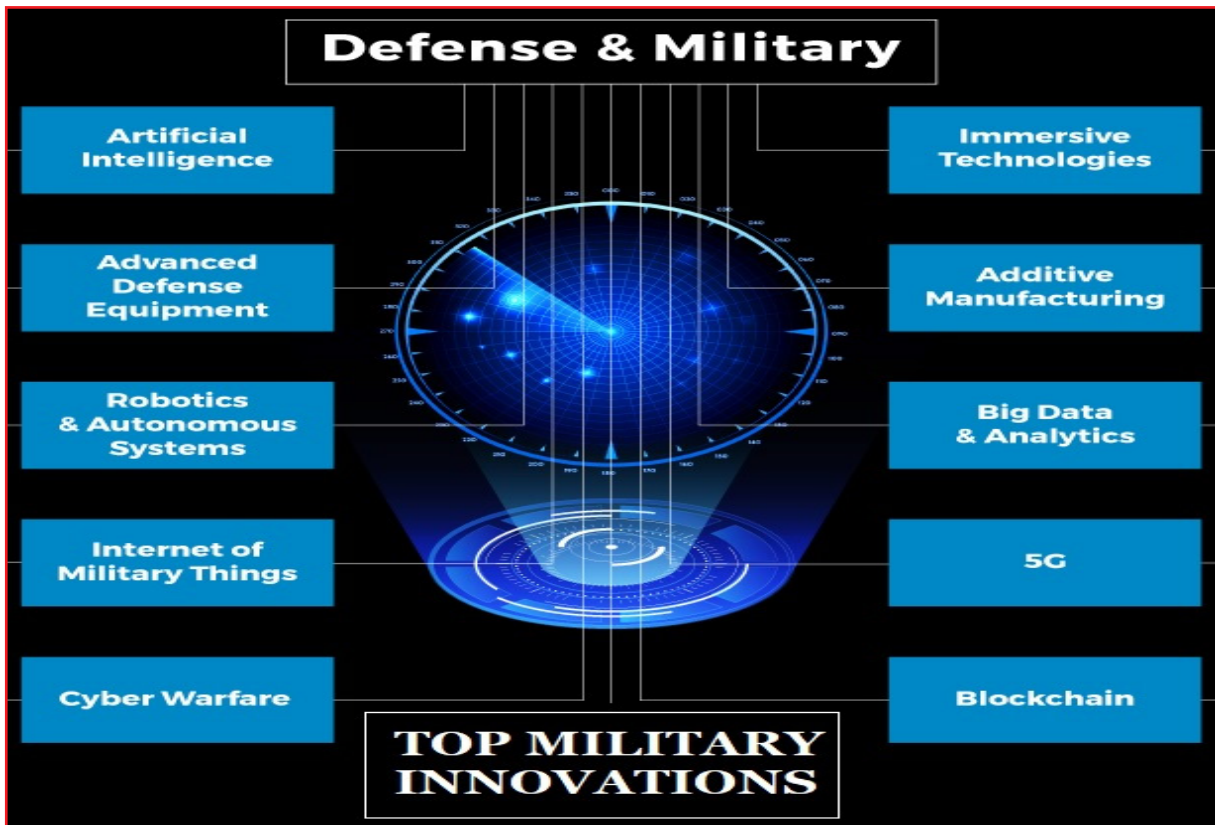 Defense & Military
Artificial
Intelligence
Immersive
Technologies
Advanced
Defense
Equipment
Additive
Manufacturing
Robotics
& Autonomous
Systems
Big Data
& Analytics
Internet of
Military Things
5G
Cyber Warfare
Blockchain
TOP MILITARY
INNOVATIONS